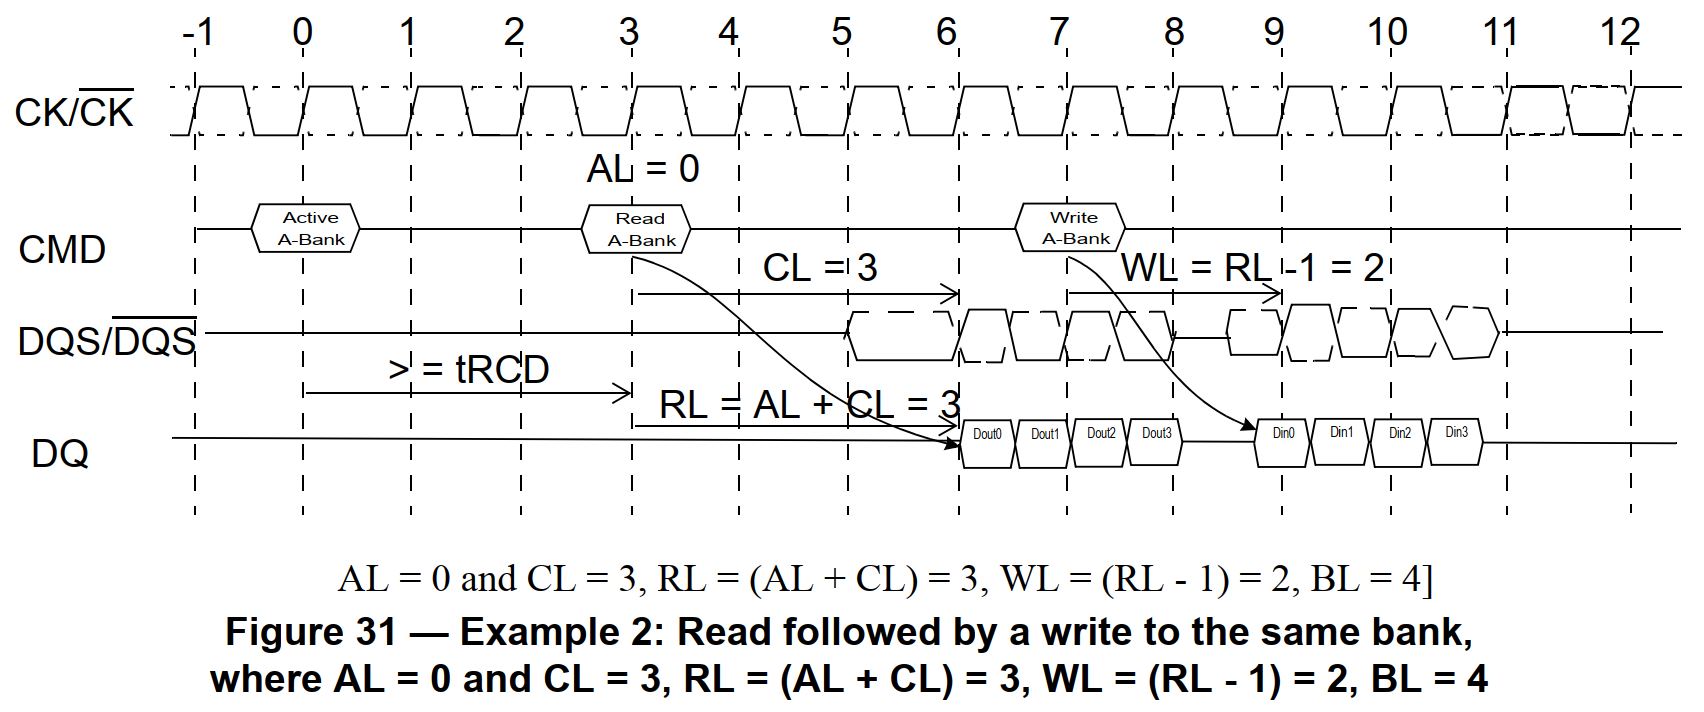 -1 0 1 2 3 4 5 6 7 8 9 10 11 12
CK/CK
AL = 0
Active
A-Bank
Read
A-Bank
Write
A-Bank
CMD
CL = 3
WL = RL -1 = 2
DQS/DQS
> = tRCD
RL = AL + CL = 3
DQ
Dout0 Dout1 Dout2 Dout3 Din0 Din1 Din2 Din3
AL = 0 and CL = 3, RL = (AL + CL) = 3, WL = (RL - 1) = 2, BL = 4]
Figure 31 — Example 2: Read followed by a write to the same bank,
where AL = 0 and CL = 3, RL = (AL + CL) = 3, WL = (RL - 1) = 2, BL = 4